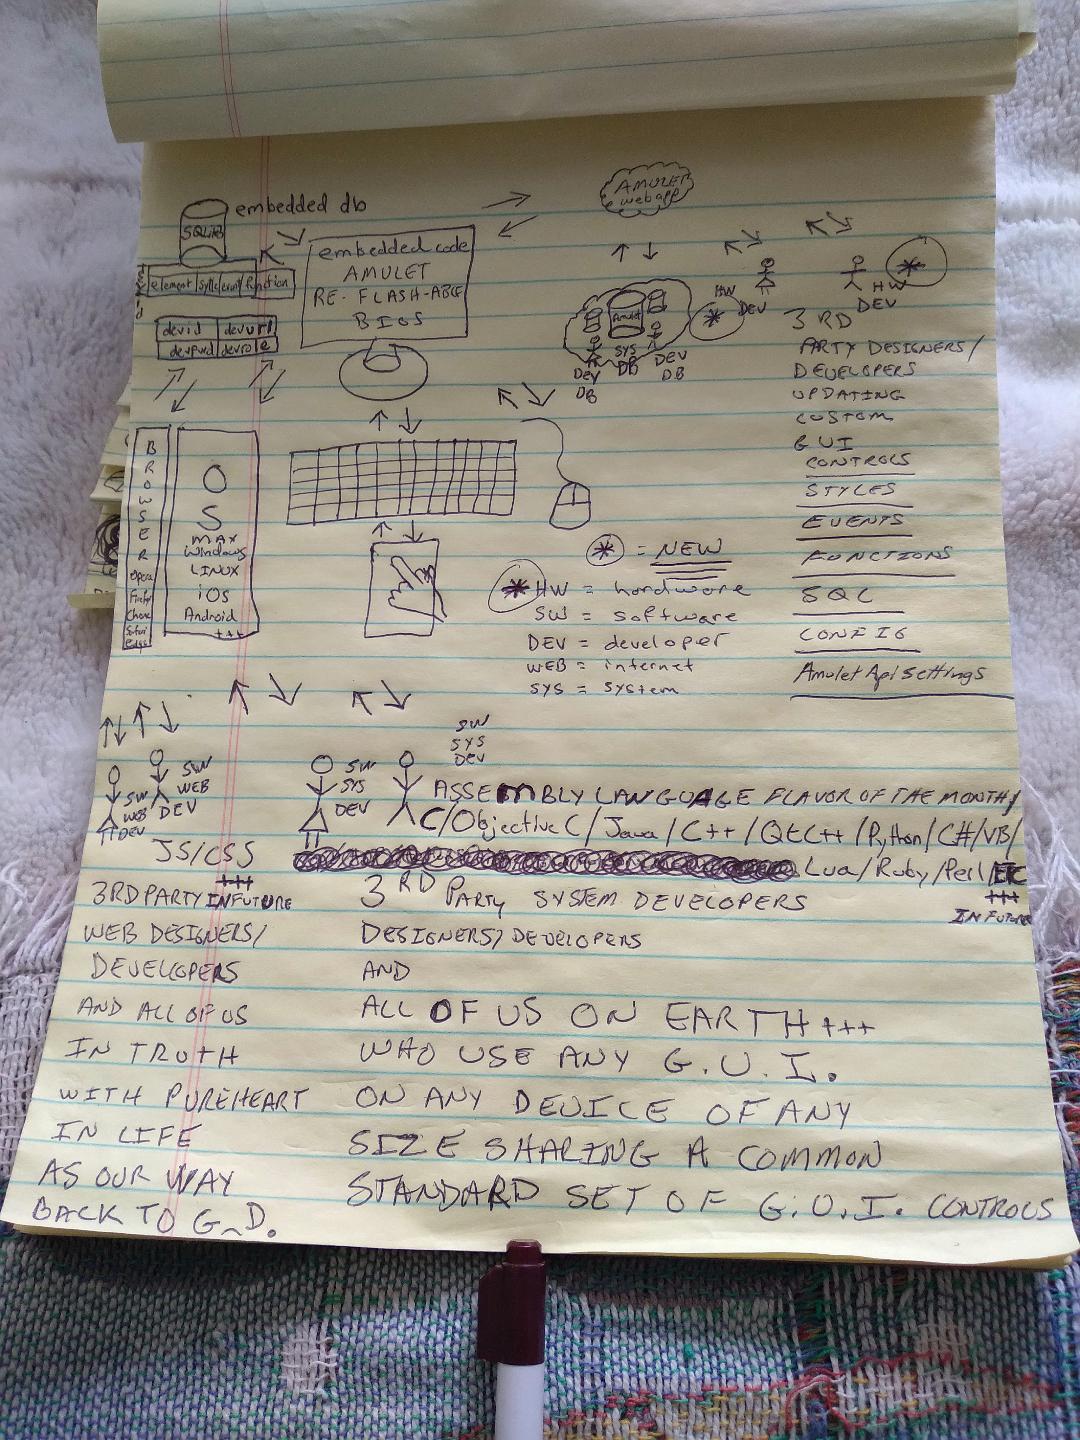 AMULET
webapp
embedded db
SQLite
embedded code
AMULET
RE-FLASH-ABLE
BIOS
element
function
devid
devurl
devpwd
devrole
Amulet
SYS
DB
DEV
DB
DEV
DB
HW
DEV
* HW
DEV
3RD
PARTY DESIGNERS/
DEVELOPERS
UPDATING
CUSTOM
GUI
CONTROLS
STYLES
EVENTS
FUNCTIONS
SQL
CONFIG
Amulet Api settings
BROWSER
Opera
Firefox
Chrome
Safari
Edge
OS
MAX
Windows
LINUX
iOS
Android
+++
* = NEW
* HW = hardware
SW = software
DEV = developer
WEB = internet
SYS = system
SW
WEB
DEV
SW
WEB
DEV
SW
SYS
DEV
SW
SYS
DEV
ASSEMBLY LANGUAGE FLAVOR OF THE MONTH/
C/Objective C/Java/C++/QtC++/Python/C#/VB/
Lua/Ruby/Perl/ETC
+++
IN FUTURE
JS/CSS
+++
IN FUTURE
3RD PARTY
WEB DESIGNERS/
DEVELOPERS
AND ALL OF US
IN TRUTH
WITH PUREHEART
IN LIFE
AS OUR WAY
BACK TO G_D.
3RD PARTY SYSTEM DEVELOPERS
DESIGNERS/DEVELOPERS
AND
ALL OF US ON EARTH +++
WHO USE ANY G.U.I.
ON ANY DEVICE OF ANY
SIZE SHARING A COMMON
STANDARD SET OF G.U.I. CONTROLS